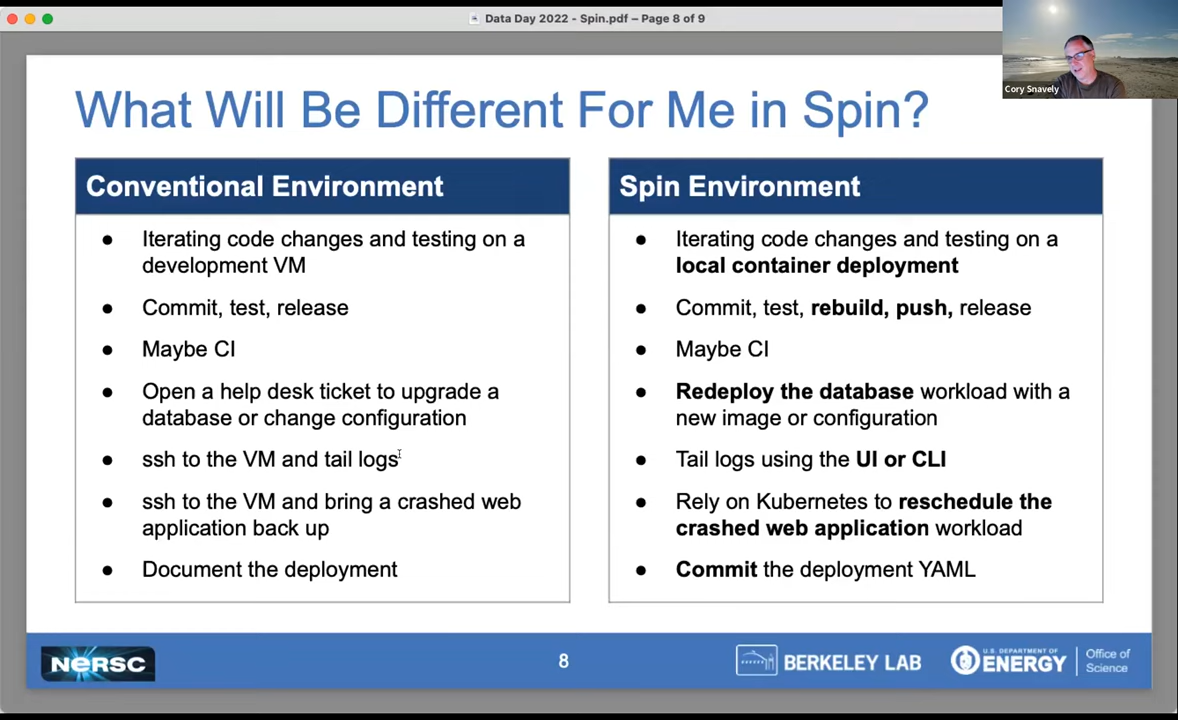 Data Day 2022 - Spin.pdf – Page 8 of 9
Cory Snavely
What Will Be Different For Me in Spin?
Conventional Environment
● Iterating code changes and testing on a
development VM
● Commit, test, release
● Maybe CI
● Open a help desk ticket to upgrade a
database or change configuration
● ssh to the VM and tail logs
● ssh to the VM and bring a crashed web
application back up
● Document the deployment
Spin Environment
● Iterating code changes and testing on a
local container deployment
● Commit, test, rebuild, push, release
● Maybe CI
● Redeploy the database workload with a
new image or configuration
● Tail logs using the UI or CLI
● Rely on Kubernetes to reschedule the
crashed web application workload
● Commit the deployment YAML
NERSC
8
BERKELEY LAB
U.S. DEPARTMENT OF
ENERGY
Office of
Science